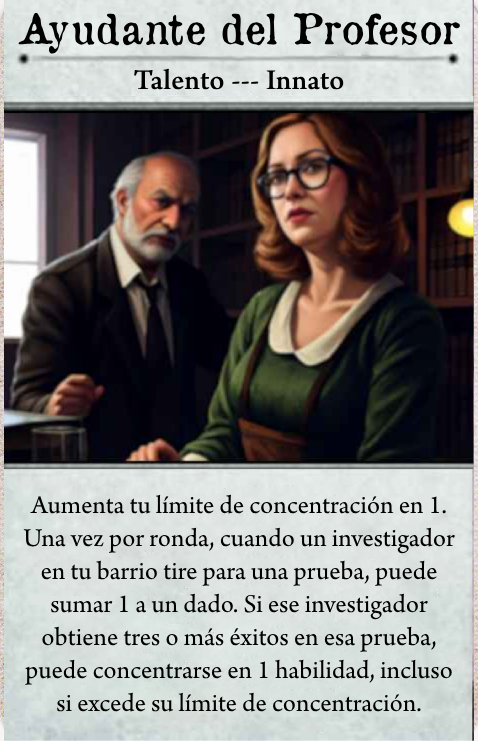 Ayudante del Profesor
Talento --- Innato
Aumenta tu límite de concentración en 1.
Una vez por ronda, cuando un investigador
en tu barrio tire para una prueba, puede
sumar 1 a un dado. Si ese investigador
obtiene tres o más éxitos en esa prueba,
puede concentrarse en 1 habilidad, incluso
si excede su límite de concentración.